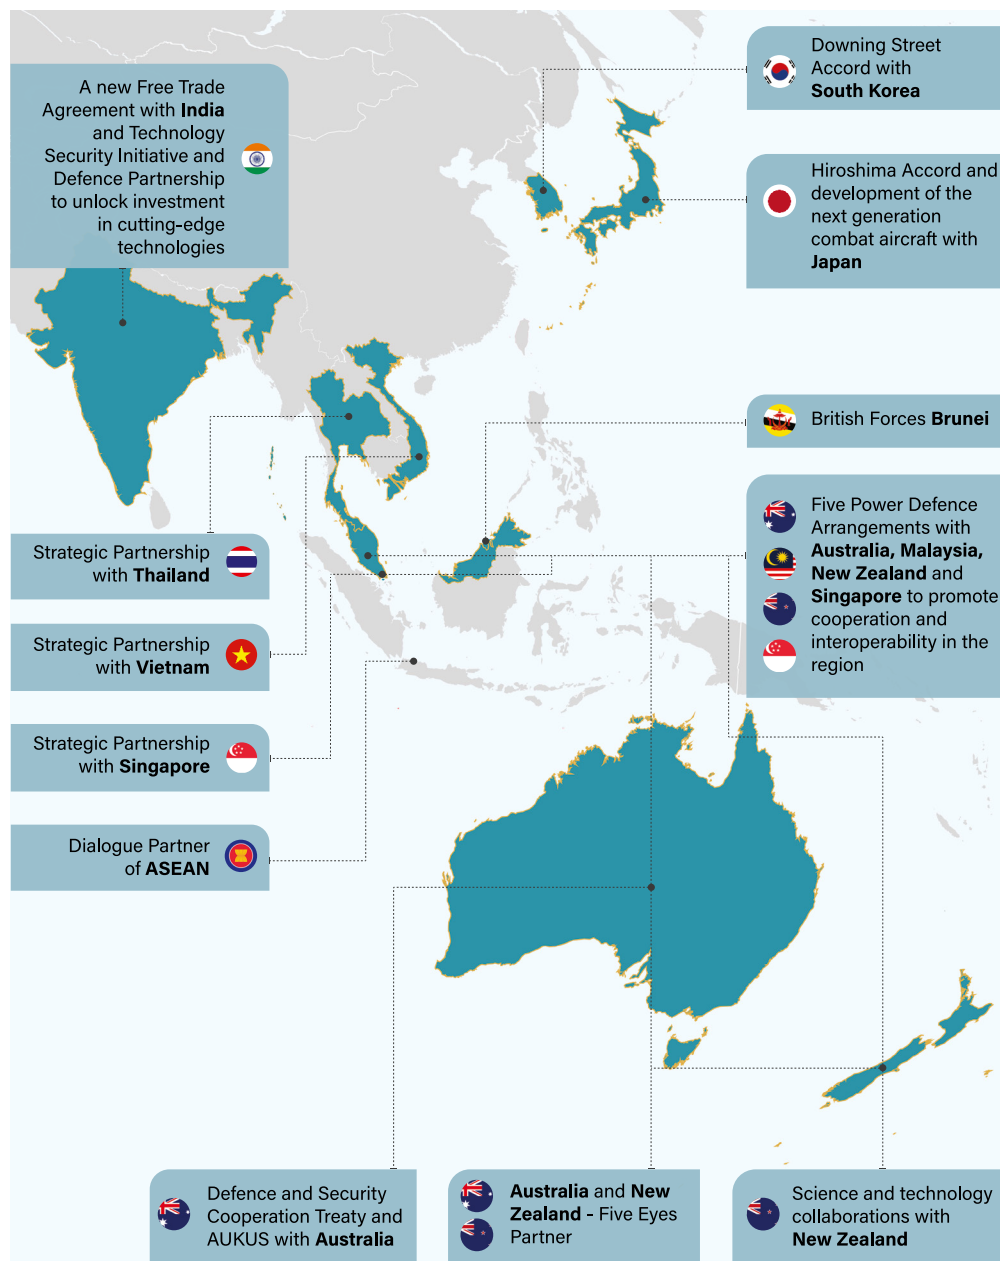 A new Free Trade
Agreement with India
and Technology
Security Initiative and
Defence Partnership
to unlock investment
in cutting-edge
technologies
Downing Street
Accord with
South Korea
Hiroshima Accord and
development of the
next generation
combat aircraft with
Japan
British Forces Brunei
Five Power Defence
Arrangements with
Australia, Malaysia,
New Zealand and
Singapore to promote
cooperation and
interoperability in the
region
Strategic Partnership
with Thailand
Strategic Partnership
with Vietnam
Strategic Partnership
with Singapore
Dialogue Partner
of ASEAN
Defence and Security
Cooperation Treaty and
AUKUS with Australia
Australia and New
Zealand - Five Eyes
Partner
Science and technology
collaborations with
New Zealand